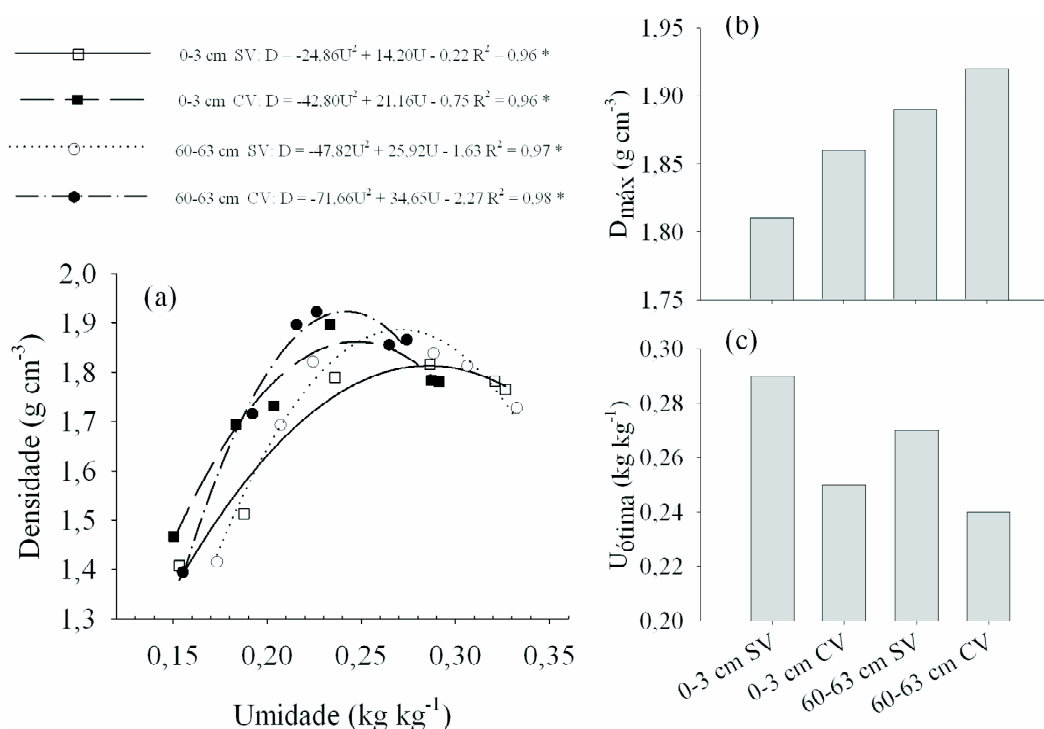 0-3 cm SV: D = -24,86U² + 14,20U - 0,22 R² = 0,96 *
0-3 cm CV: D = -42,80U² + 21,16U - 0,75 R² = 0,96 *
60-63 cm SV: D = -47,82U² + 25,92U - 1,63 R² = 0,97 *
60-63 cm CV: D = -71,66U² + 34,65U - 2,27 R² = 0,98 *
(a)
Densidade (g cm⁻³)
2,0
1,9
1,8
1,7
1,6
1,5
1,4
1,3
0,15 0,20 0,25 0,30 0,35
Umidade (kg kg⁻¹)
(b)
Dmáx (g cm⁻³)
1,95
1,90
1,85
1,80
1,75
(c)
Uótima (kg kg⁻¹)
0,30
0,28
0,26
0,24
0,22
0,20
0-3 cm SV
0-3 cm CV
60-63 cm SV
60-63 cm CV